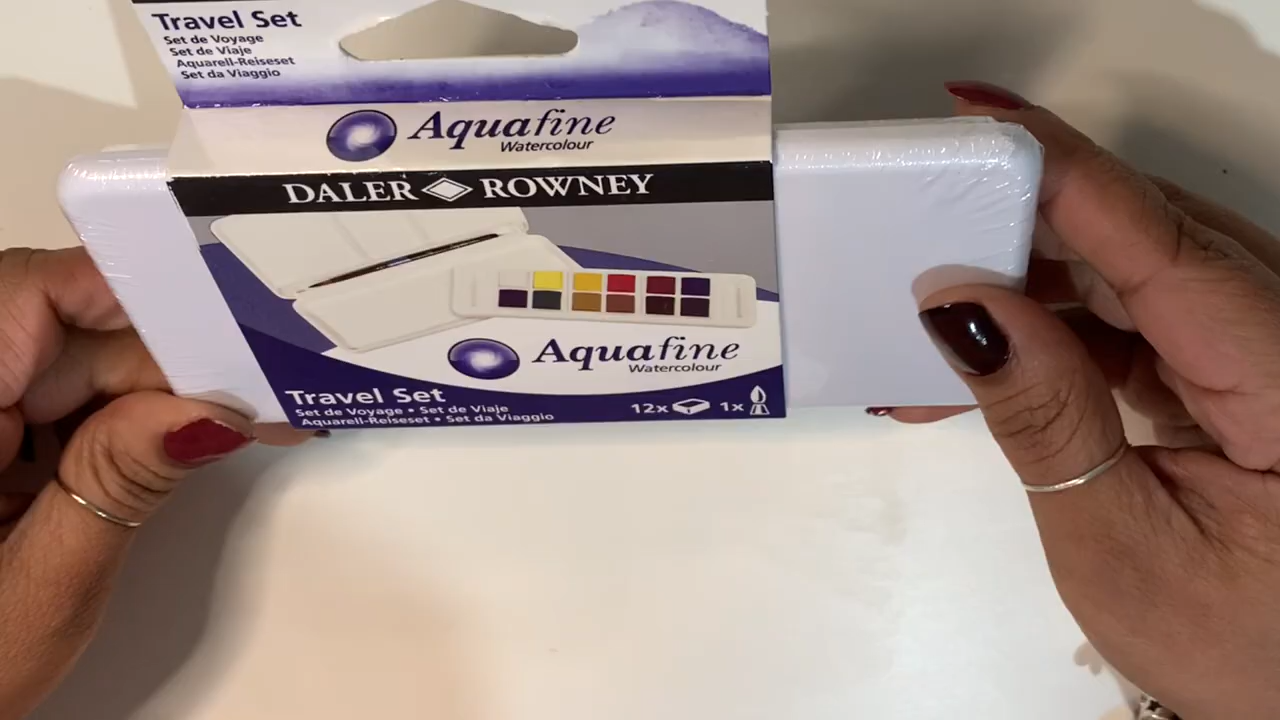 Travel Set
Set de Voyage
Set de Viaje
Aquarell-Reiseset
Set da Viaggio
Aquafine
Watercolour
DALER ROWNEY
Aquafine
Watercolour
Travel Set
Set de Voyage • Set de Viaje
Aquarell-Reiseset • Set da Viaggio
12x 1x